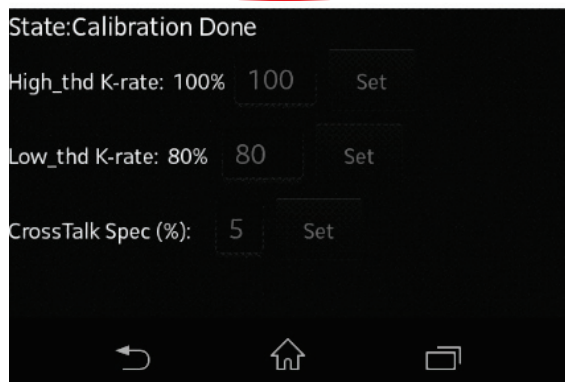 State:Calibration Done
High_thd K-rate: 100% 100 Set
Low_thd K-rate: 80% 80 Set
CrossTalk Spec (%): 5 Set